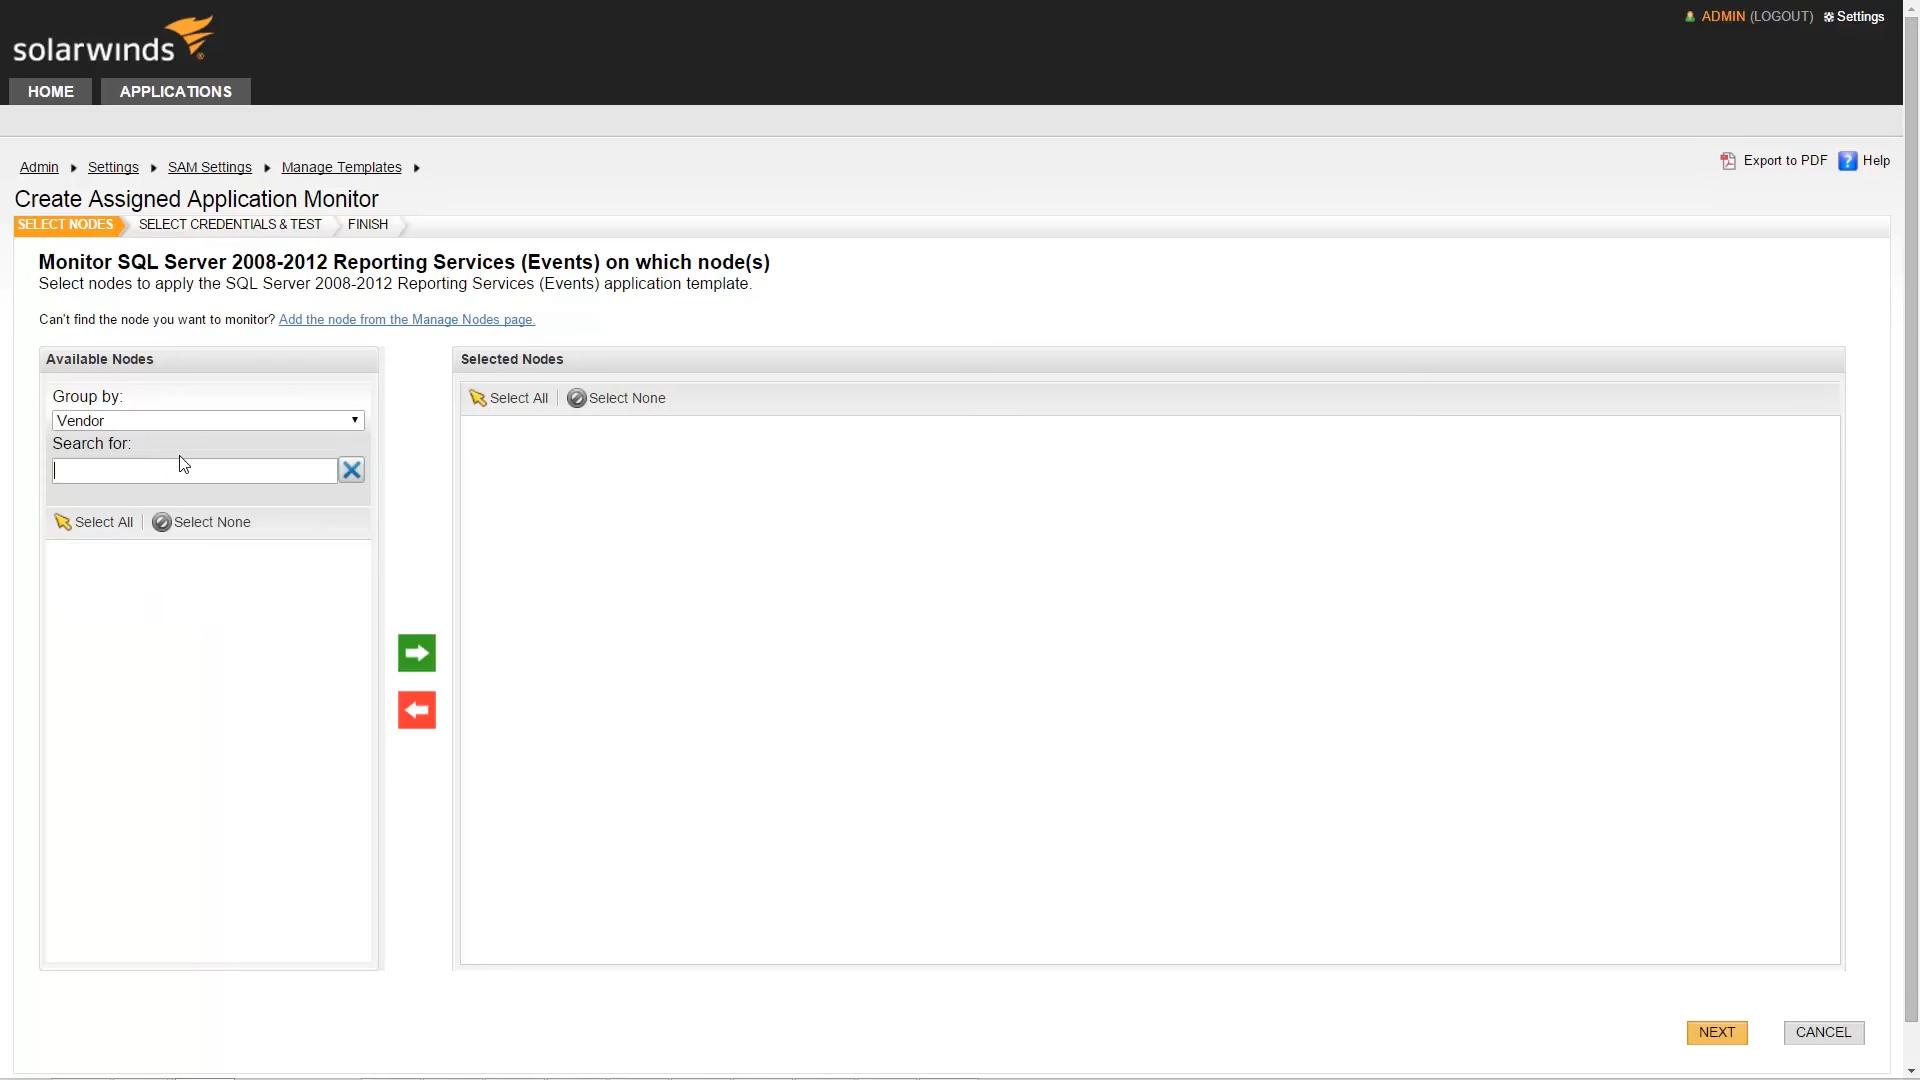 ADMIN (LOGOUT) Settings
solarwinds
HOME APPLICATIONS
Admin Settings SAM Settings Manage Templates
Export to PDF ? Help
Create Assigned Application Monitor
SELECT NODES SELECT CREDENTIALS & TEST FINISH
Monitor SQL Server 2008-2012 Reporting Services (Events) on which node(s)
Select nodes to apply the SQL Server 2008-2012 Reporting Services (Events) application template.
Can't find the node you want to monitor? Add the node from the Manage Nodes page.
Available Nodes
Group by:
Vendor
Search for:
Select All Select None
Selected Nodes
Select All Select None
NEXT CANCEL